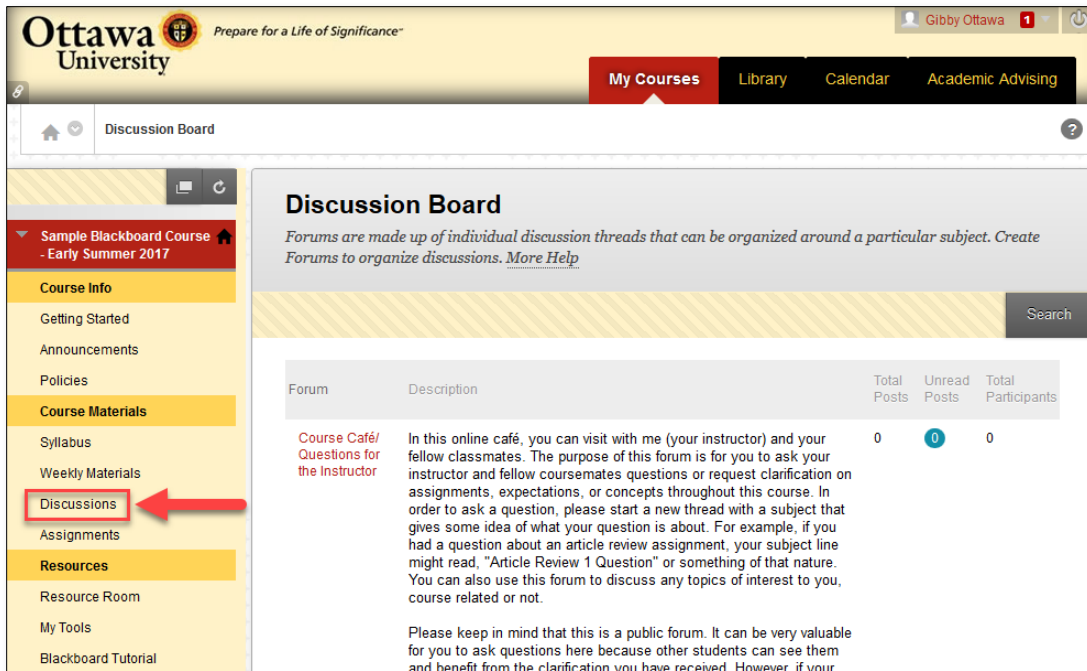 Ottawa
University
Prepare for a Life of Significance℠
Gibby Ottawa 1
My Courses Library Calendar Academic Advising
Discussion Board
?
Sample Blackboard Course
- Early Summer 2017
Course Info
Getting Started
Announcements
Policies
Course Materials
Syllabus
Weekly Materials
Discussions
Assignments
Resources
Resource Room
My Tools
Blackboard Tutorial
Discussion Board
Forums are made up of individual discussion threads that can be organized around a particular subject. Create
Forums to organize discussions. More Help
Search
Forum Description Total Posts Unread Posts Total Participants
Course Café/
Questions for
the Instructor
In this online café, you can visit with me (your instructor) and your
fellow classmates. The purpose of this forum is for you to ask your
instructor and fellow coursemates questions or request clarification on
assignments, expectations, or concepts throughout this course. In
order to ask a question, please start a new thread with a subject that
gives some idea of what your question is about. For example, if you
had a question about an article review assignment, your subject line
might read, "Article Review 1 Question" or something of that nature.
You can also use this forum to discuss any topics of interest to you,
course related or not.
0 0 0
Please keep in mind that this is a public forum. It can be very valuable
for you to ask questions here because other students can see them
and benefit from the clarification you have received. However, if your